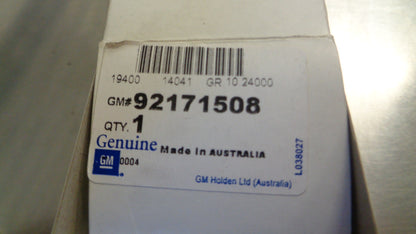 19400 14041 GR 10 24000
GM# 92171508
QTY. 1
Genuine Made in AUSTRALIA
GM 0004
GM Holden Ltd (Australia)
L038027